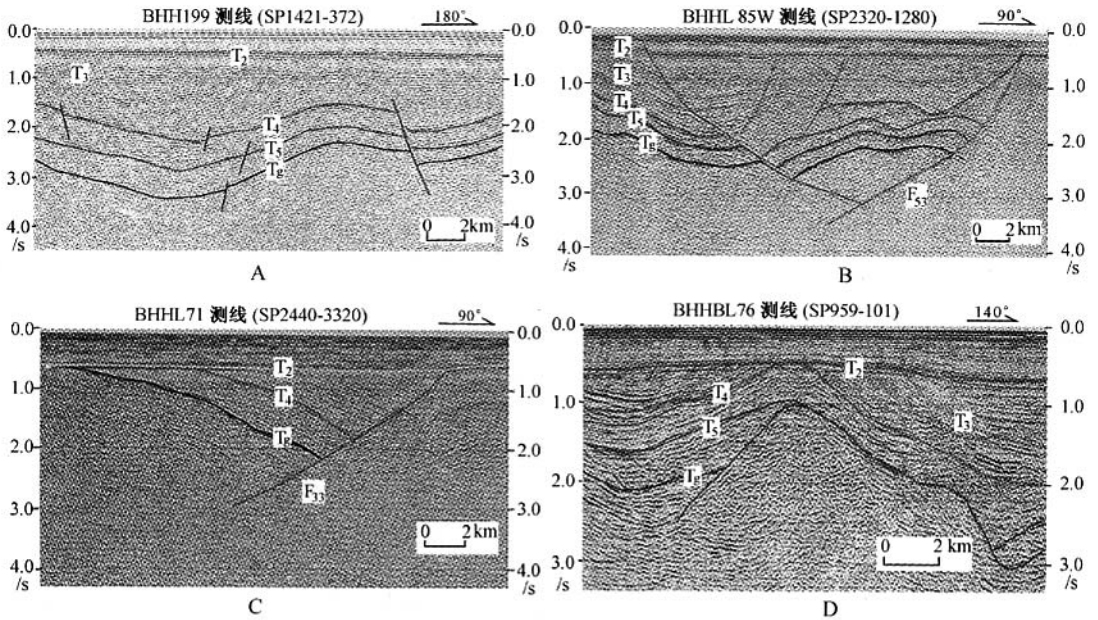 BHH199 测线 (SP1421-372)
180°
0.0
1.0
2.0
3.0
4.0
/s
0.0
1.0
2.0
3.0
4.0
/s
T2
T3
T4
T5
Tg
0 2km
A
BHHL 85W 测线 (SP2320-1280)
90°
0.0
1.0
2.0
3.0
4.0
/s
0.0
1.0
2.0
3.0
4.0
/s
T2
T3
T4
T5
Tg
F53
0 2 km
B
BHHL71 测线 (SP2440-3320)
90°
0.0
1.0
2.0
3.0
4.0
/s
0.0
1.0
2.0
3.0
4.0
/s
T2
T4
Tg
F33
0 2 km
C
BHHBL76 测线 (SP959-101)
140°
0.0
1.0
2.0
3.0
/s
0.0
1.0
2.0
3.0
/s
T2
T4
T3
T5
Tg
0 2 km
D